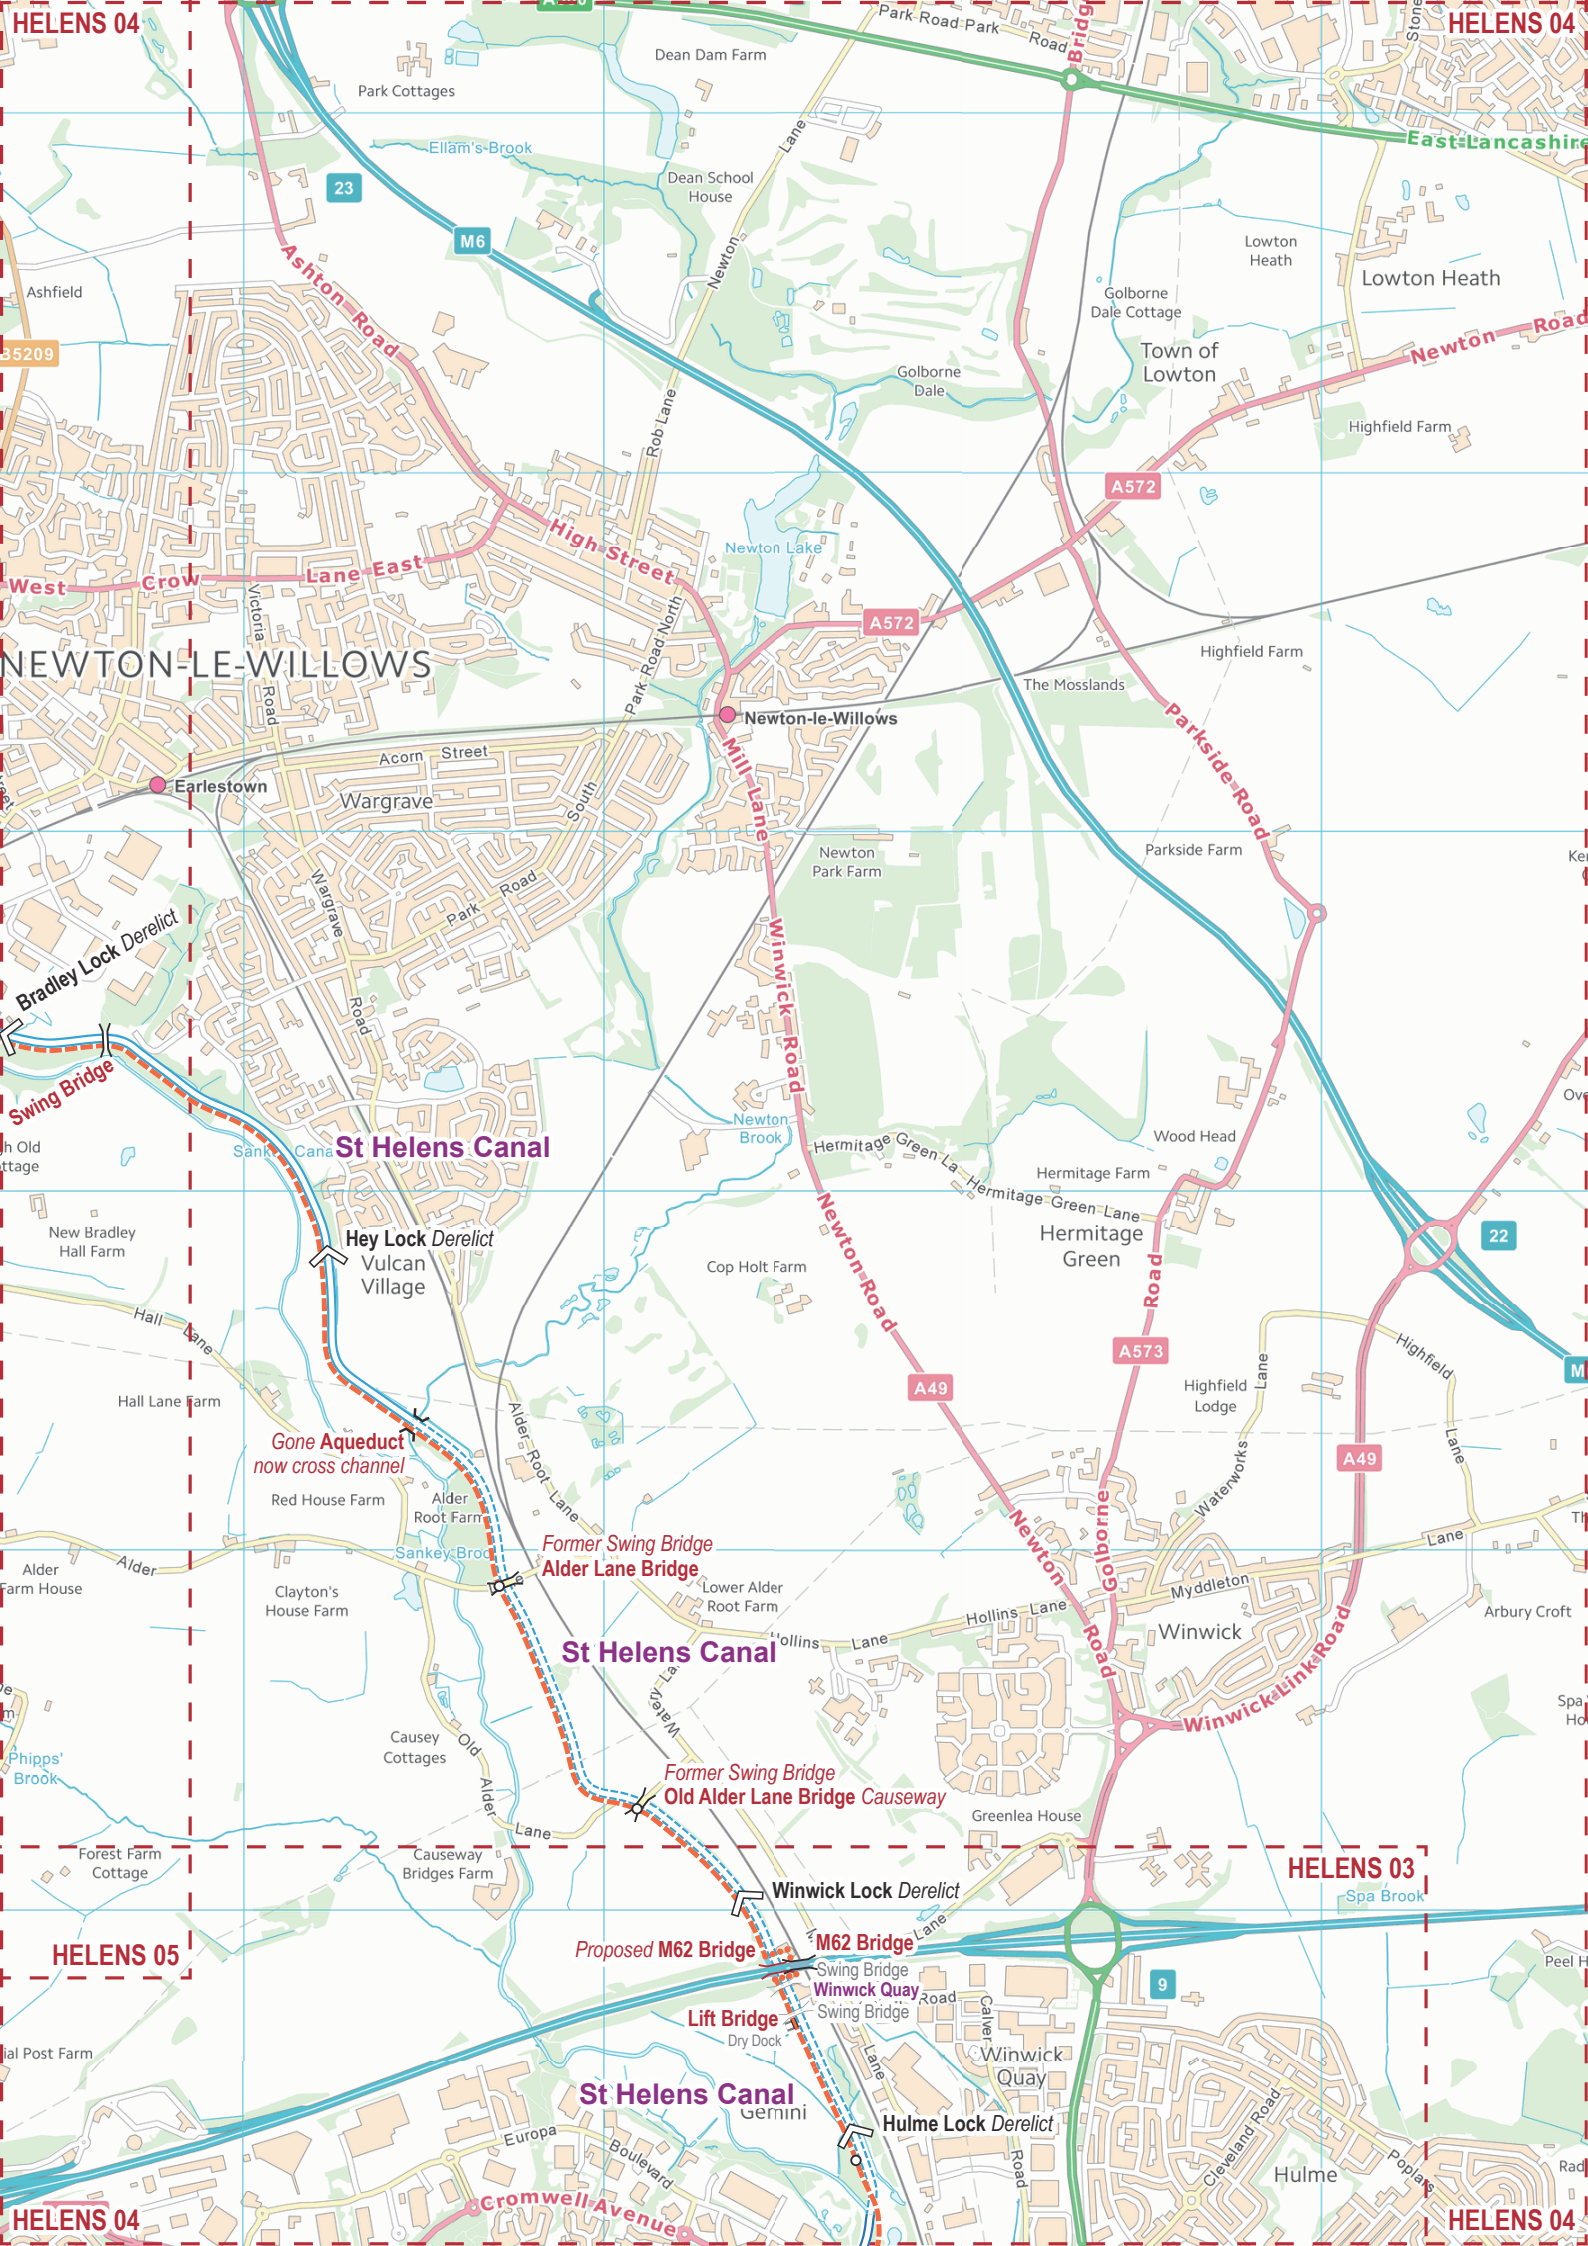 HELENS 04
HELENS 04
Park Road Park
Road
Bridge
Stone
Dean Dam Farm
Park Cottages
Ellam's Brook
Lane
East Lancashire
23
Dean School
House
M6
Newton
Lowton
Heath
Lowton Heath
Ashton Road
Ashfield
Golborne
Dale Cottage
B5209
Newton Road
Town of
Lowton
Golborne
Dale
Rob Lane
Highfield Farm
A572
High Street
Newton Lake
West
Crow
Lane East
Victoria
Road
A572
Park Road North
NEWTON-LE-WILLOWS
Highfield Farm
The Mosslands
Newton-le-Willows
Parkside Road
Acorn Street
Mill Lane
Earlestown
Wargrave
South
Newton
Park Farm
Parkside Farm
Wargrave
Road
Park Road
Bradley Lock Derelict
Winwick Road
Swing Bridge
Newton
Brook
Sankey Canal
St Helens Canal
Hermitage Green La
Wood Head
Hermitage Farm
Hermitage Green Lane
Hermitage
Green
New Bradley
Hall Farm
Hey Lock Derelict
Vulcan
Village
Newton Road
22
Cop Holt Farm
Hall Lane
Road
A573
Highfield
Lane
Lane
A49
Highfield
Lodge
Hall Lane Farm
Alder Root Lane
Gone Aqueduct
now cross channel
Waterworks
A49
Red House Farm
Alder
Root Farm
Newton
Road
Golborne
Former Swing Bridge
Alder Lane Bridge
Sankey Brook
Alder
Farm House
Alder
Lane
Myddleton
Clayton's
House Farm
Lower Alder
Root Farm
Hollins Lane
Arbury Croft
Winwick
Hollins Lane
St Helens Canal
Winwick Link Road
Watery La
Causey
Cottages
Old
Alder
Lane
Phipps'
Brook
Former Swing Bridge
Old Alder Lane Bridge Causeway
Greenlea House
Forest Farm
Cottage
Causeway
Bridges Farm
HELENS 03
Winwick Lock Derelict
Spa Brook
Lane
HELENS 05
Proposed M62 Bridge
M62 Bridge
Swing Bridge
Winwick Quay
Swing Bridge
Road
Calver
9
Lift Bridge
Dry Dock
Lane
Winwick
Quay
St Helens Canal
Gemini
Hulme Lock Derelict
Europa
Boulevard
Road
Cleveland Road
Hulme
Poplars
Cromwell Avenue
HELENS 04
HELENS 04